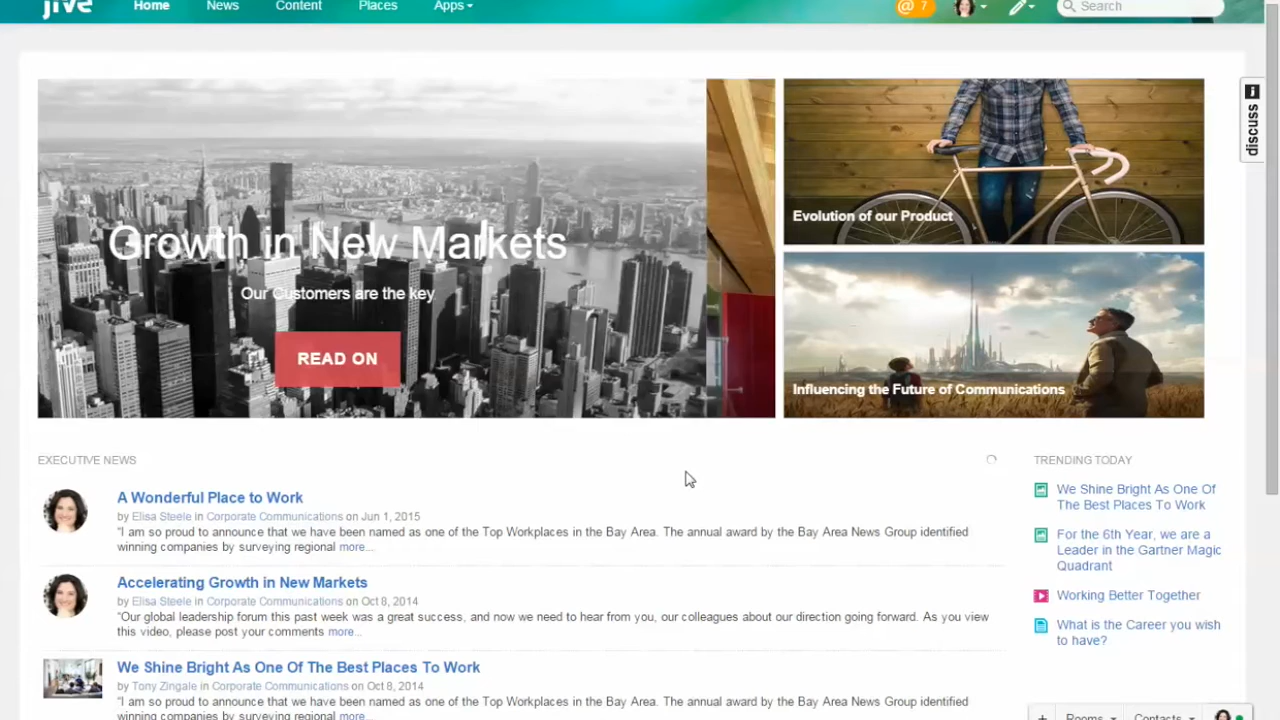 jive Home News Content Places Apps @ 7 Search
discuss
Growth in New Markets
Our Customers are the key
READ ON
Evolution of our Product
Influencing the Future of Communications
EXECUTIVE NEWS
A Wonderful Place to Work
by Elisa Steele in Corporate Communications on Jun 1, 2015
“I am so proud to announce that we have been named as one of the Top Workplaces in the Bay Area. The annual award by the Bay Area News Group identified
winning companies by surveying regional more...
Accelerating Growth in New Markets
by Elisa Steele in Corporate Communications on Oct 8, 2014
“Our global leadership forum this past week was a great success, and now we need to hear from you, our colleagues about our direction going forward. As you view
this video, please post your comments more...
We Shine Bright As One Of The Best Places To Work
by Tony Zingale in Corporate Communications on Oct 8, 2014
“I am so proud to announce that we have been named as one of the Top Workplaces in the Bay Area. The annual award by the Bay Area News Group identified
winning companies by surveying regional more...
TRENDING TODAY
We Shine Bright As One Of
The Best Places To Work
For the 6th Year, we are a
Leader in the Gartner Magic
Quadrant
Working Better Together
What is the Career you wish
to have?
+ Rooms Contacts